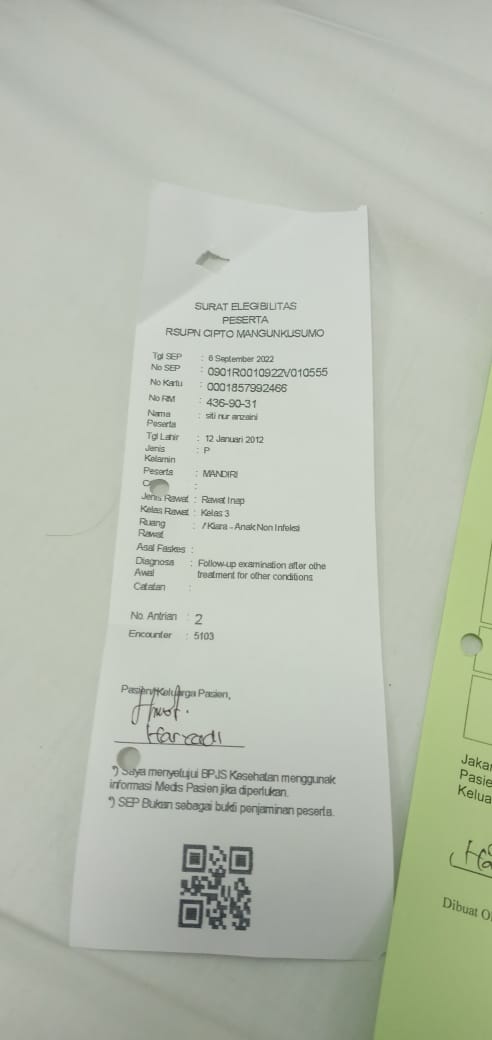 SURAT ELEGIBILITAS
PESERTA
RSUPN CIPTO MANGUNKUSUMO
Tgl SEP : 6 September 2022
No SEP : 0901R0010922V010555
No Kartu : 0001857992466
No RM : 436-90-31
Nama : siti nur anzaini
Peserta
Tgl Lahir : 12 Januari 2012
Jenis : P
Kelamin
Peserta : MANDIRI
:
Jenis Rawat : Rawat Inap
Kelas Rawat : Kelas 3
Ruang : / Kiara - Anak Non Infeksi
Rawat
Asal Faskes :
Diagnosa : Follow-up examination after othe
Awal treatment for other conditions
Catatan :
No. Antrian : 2
Encounter : 5103
Pasien/Keluarga Pasien,
Haryadi
*) Saya menyetujui BPJS Kesehatan menggunak
informasi Medis Pasien jika diperlukan.
*) SEP Bukan sebagai bukti penjaminan peserta.
Jaka
Pasie
Kelua
Dibuat O